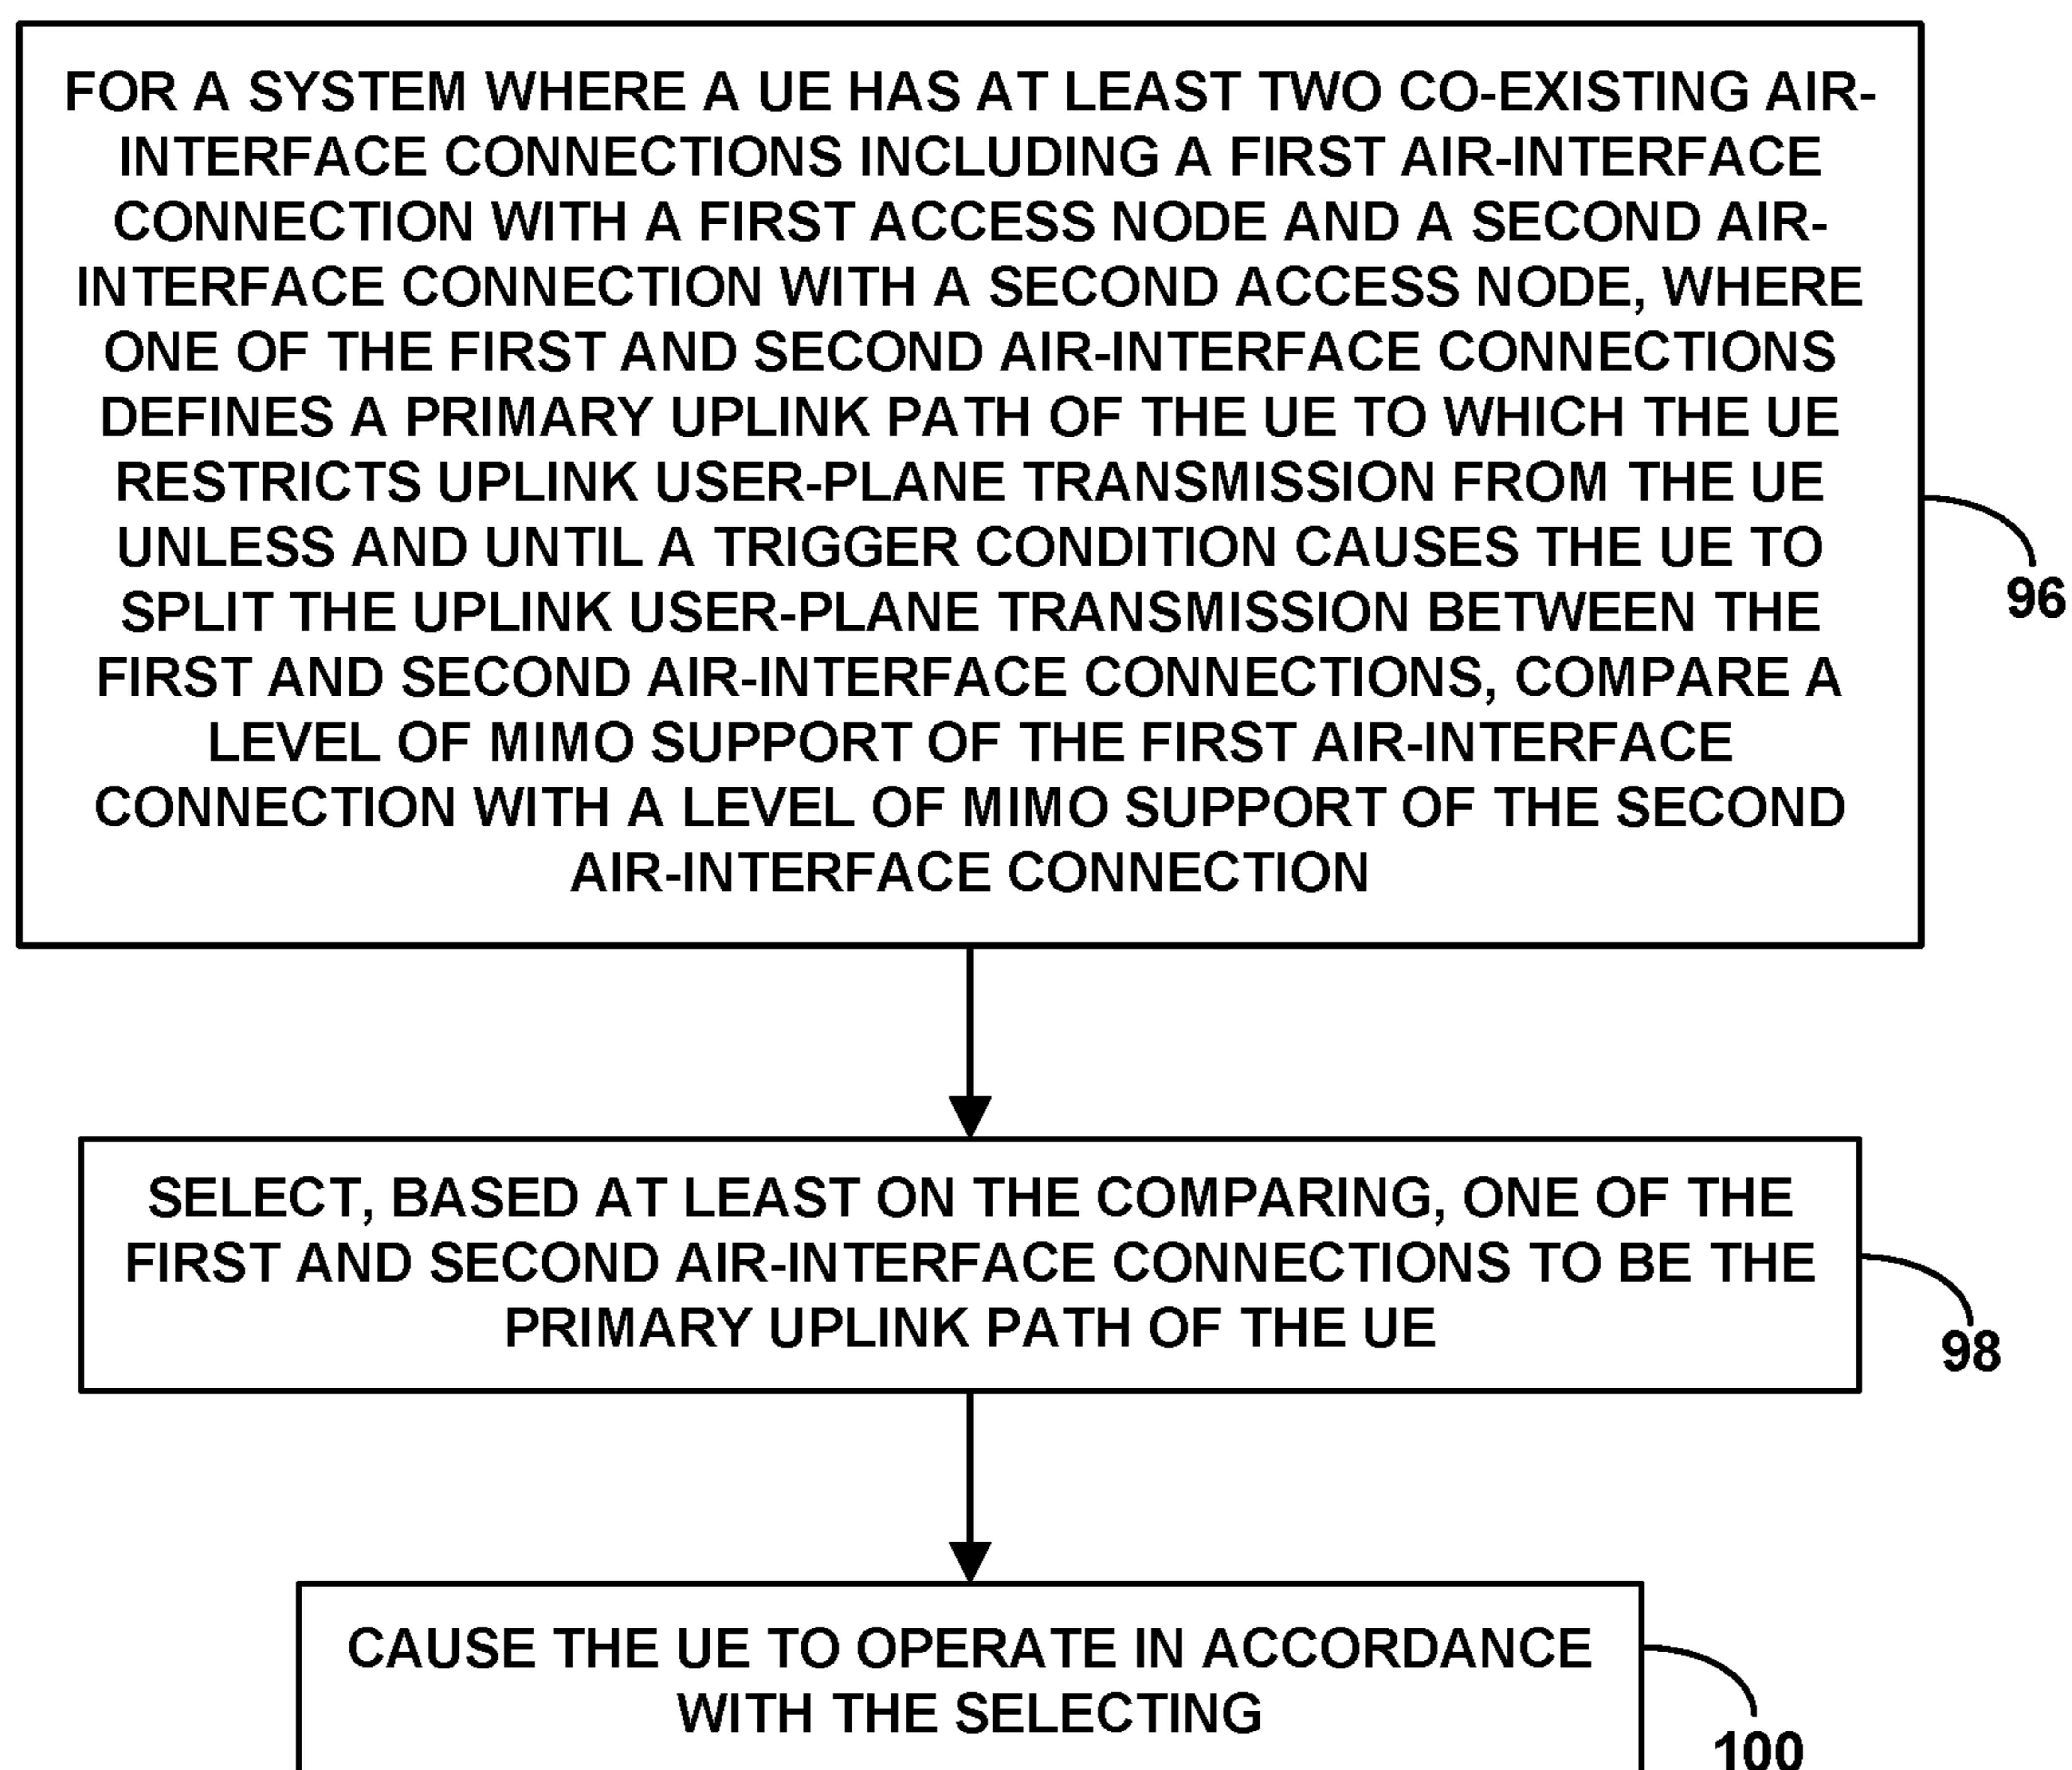 FOR A SYSTEM WHERE A UE HAS AT LEAST TWO CO-EXISTING AIR-
INTERFACE CONNECTIONS INCLUDING A FIRST AIR-INTERFACE
CONNECTION WITH A FIRST ACCESS NODE AND A SECOND AIR-
INTERFACE CONNECTION WITH A SECOND ACCESS NODE, WHERE
ONE OF THE FIRST AND SECOND AIR-INTERFACE CONNECTIONS
DEFINES A PRIMARY UPLINK PATH OF THE UE TO WHICH THE UE
RESTRICTS UPLINK USER-PLANE TRANSMISSION FROM THE UE
UNLESS AND UNTIL A TRIGGER CONDITION CAUSES THE UE TO
SPLIT THE UPLINK USER-PLANE TRANSMISSION BETWEEN THE
FIRST AND SECOND AIR-INTERFACE CONNECTIONS, COMPARE A
LEVEL OF MIMO SUPPORT OF THE FIRST AIR-INTERFACE
CONNECTION WITH A LEVEL OF MIMO SUPPORT OF THE SECOND
AIR-INTERFACE CONNECTION
96
SELECT, BASED AT LEAST ON THE COMPARING, ONE OF THE
FIRST AND SECOND AIR-INTERFACE CONNECTIONS TO BE THE
PRIMARY UPLINK PATH OF THE UE
98
CAUSE THE UE TO OPERATE IN ACCORDANCE
WITH THE SELECTING
100